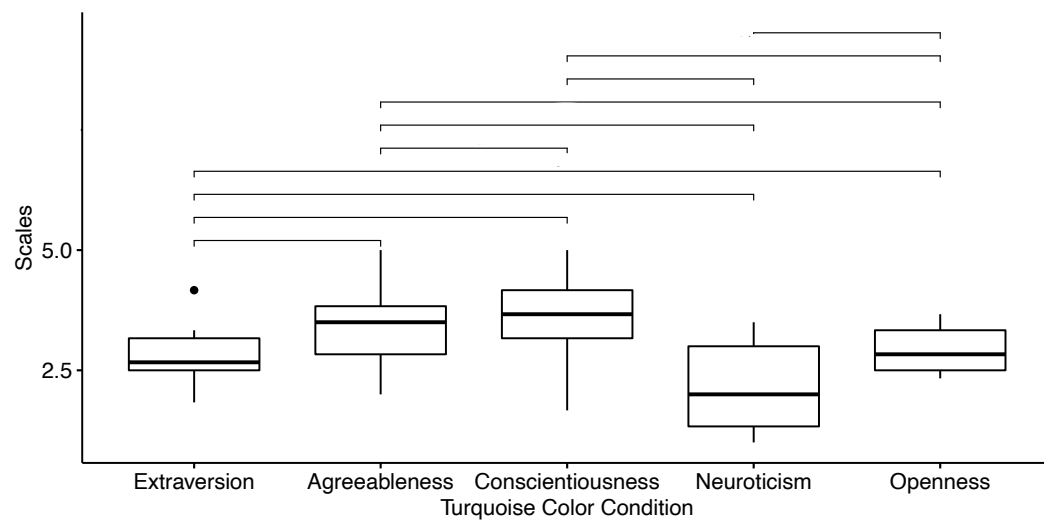 Scales
5.0
2.5
Extraversion Agreeableness Conscientiousness Neuroticism Openness
Turquoise Color Condition